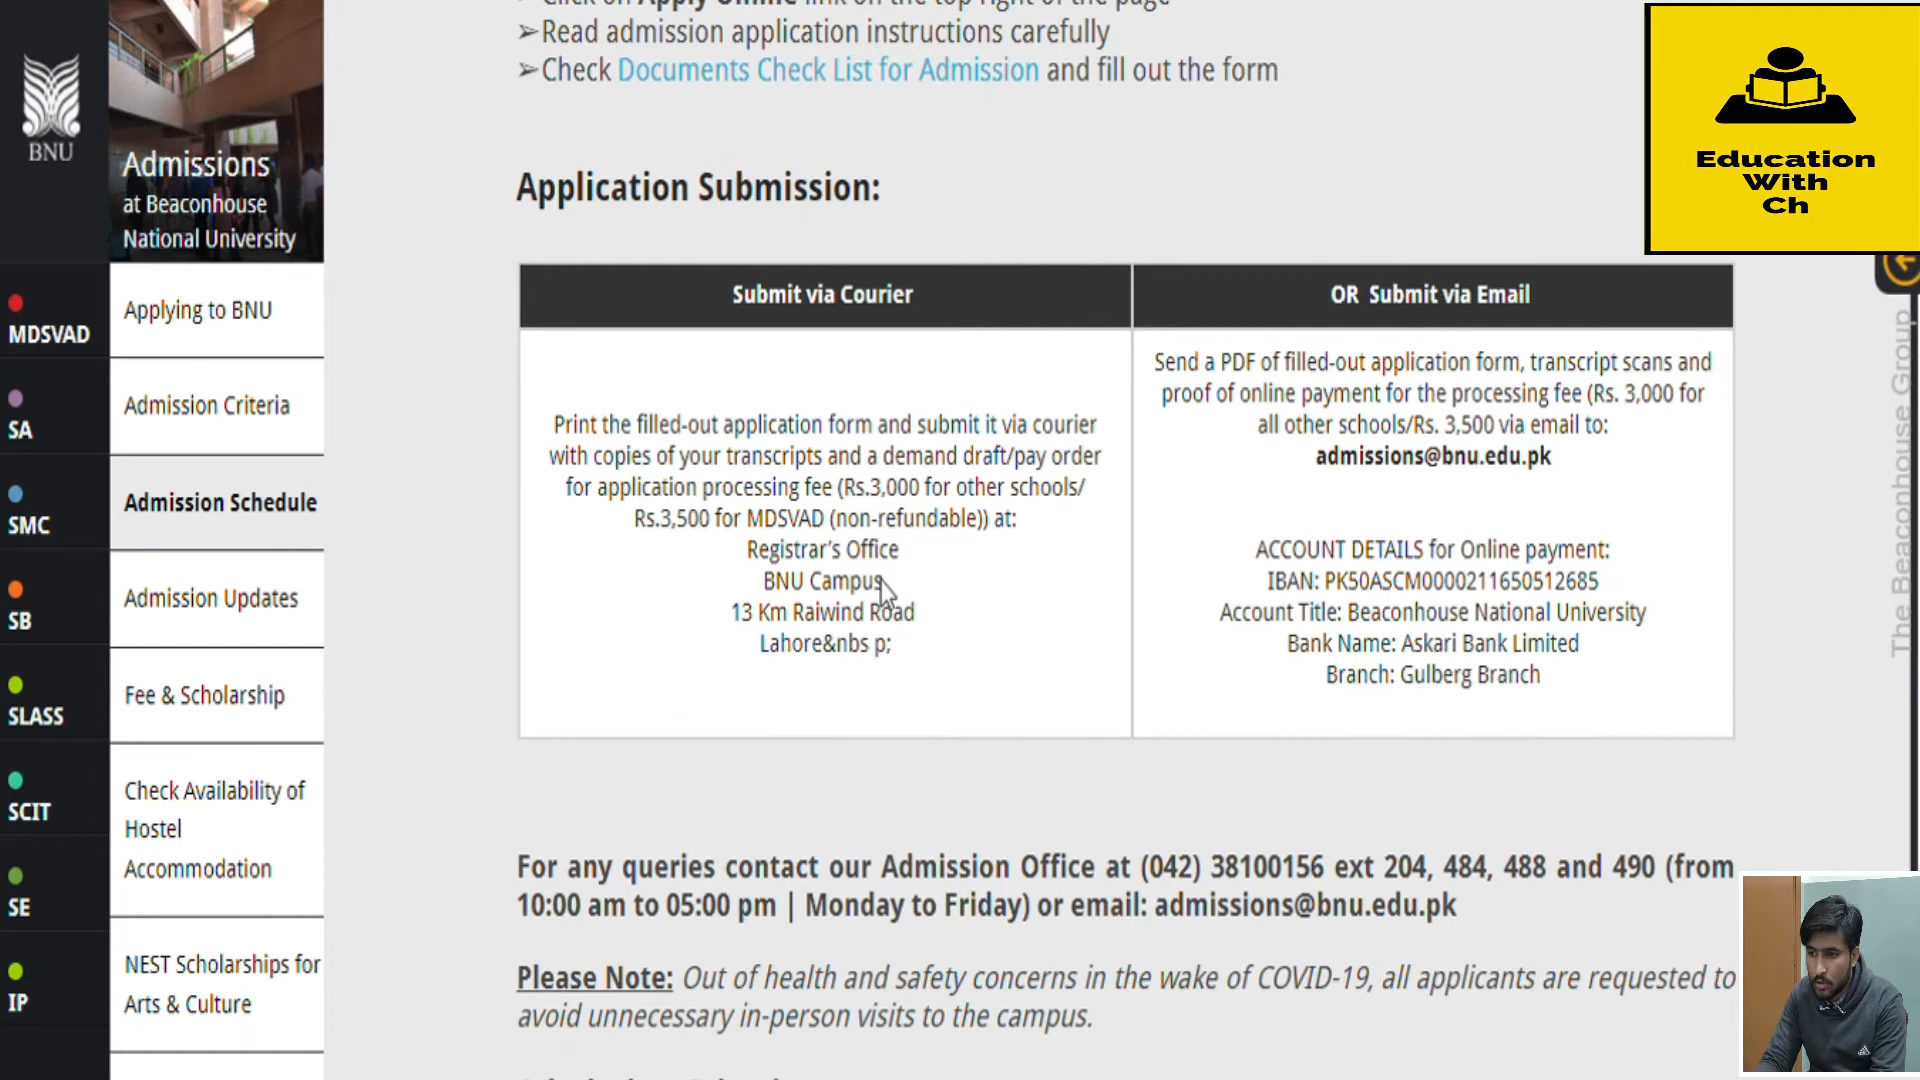 ➢Click on Apply Online link on the top right of the page
➢Read admission application instructions carefully
➢Check Documents Check List for Admission and fill out the form
BNU
Admissions
at Beaconhouse
National University
Education
With
Ch
Application Submission:
Submit via Courier
OR Submit via Email
Print the filled-out application form and submit it via courier
with copies of your transcripts and a demand draft/pay order
for application processing fee (Rs.3,000 for other schools/
Rs.3,500 for MDSVAD (non-refundable)) at:
Registrar's Office
BNU Campus
13 Km Raiwind Road
Lahore&nbs p;
Send a PDF of filled-out application form, transcript scans and
proof of online payment for the processing fee (Rs. 3,000 for
all other schools/Rs. 3,500 via email to:
admissions@bnu.edu.pk
ACCOUNT DETAILS for Online payment:
IBAN: PK50ASCM0000211650512685
Account Title: Beaconhouse National University
Bank Name: Askari Bank Limited
Branch: Gulberg Branch
MDSVAD
SA
SMC
SB
SLASS
SCIT
SE
IP
Applying to BNU
Admission Criteria
Admission Schedule
Admission Updates
Fee & Scholarship
Check Availability of
Hostel
Accommodation
NEST Scholarships for
Arts & Culture
The Beaconhouse Group
For any queries contact our Admission Office at (042) 38100156 ext 204, 484, 488 and 490 (from
10:00 am to 05:00 pm | Monday to Friday) or email: admissions@bnu.edu.pk
Please Note: Out of health and safety concerns in the wake of COVID-19, all applicants are requested to
avoid unnecessary in-person visits to the campus.